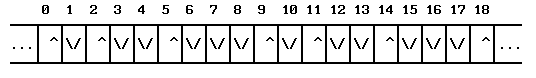 0 1 2 3 4 5 6 7 8 9 10 11 12 13 14 15 16 17 18
... ^ \/ ^ \/ \/ ^ \/ \/ \/ ^ \/ ^ \/ \/ ^ \/ \/ \/ ^ ...